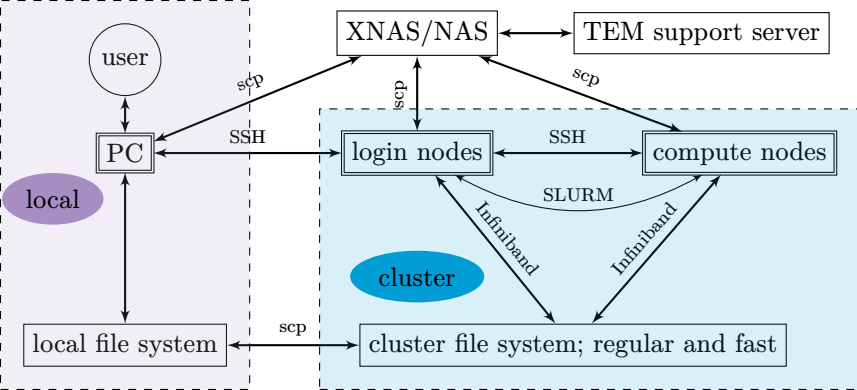 XNAS/NAS
TEM support server
user
scp
scp
scp
PC
SSH
login nodes
SSH
compute nodes
local
SLURM
Infiniband
Infiniband
cluster
local file system
scp
cluster file system; regular and fast